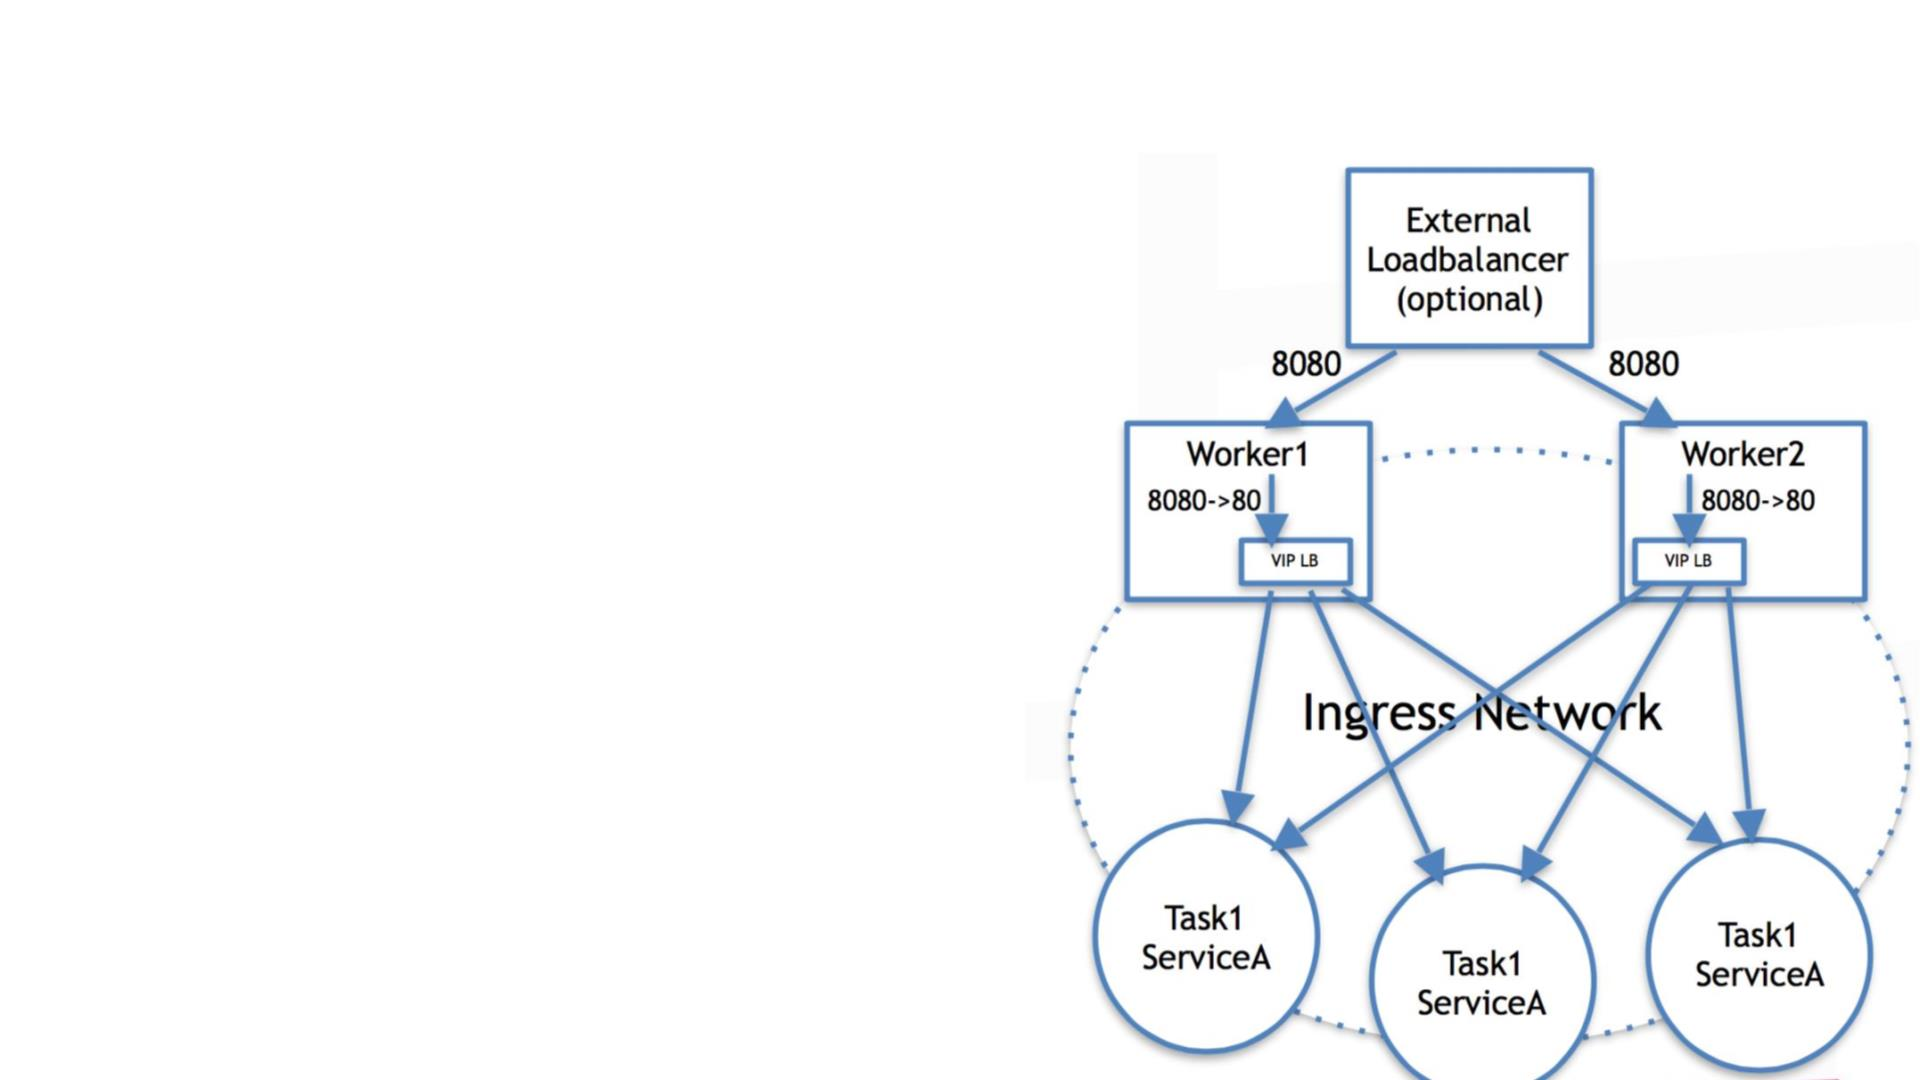 External
Loadbalancer
(optional)
8080
8080
Worker1
Worker2
8080->80
8080->80
VIP LB
VIP LB
Ingress Network
Task1
ServiceA
Task1
ServiceA
Task1
ServiceA